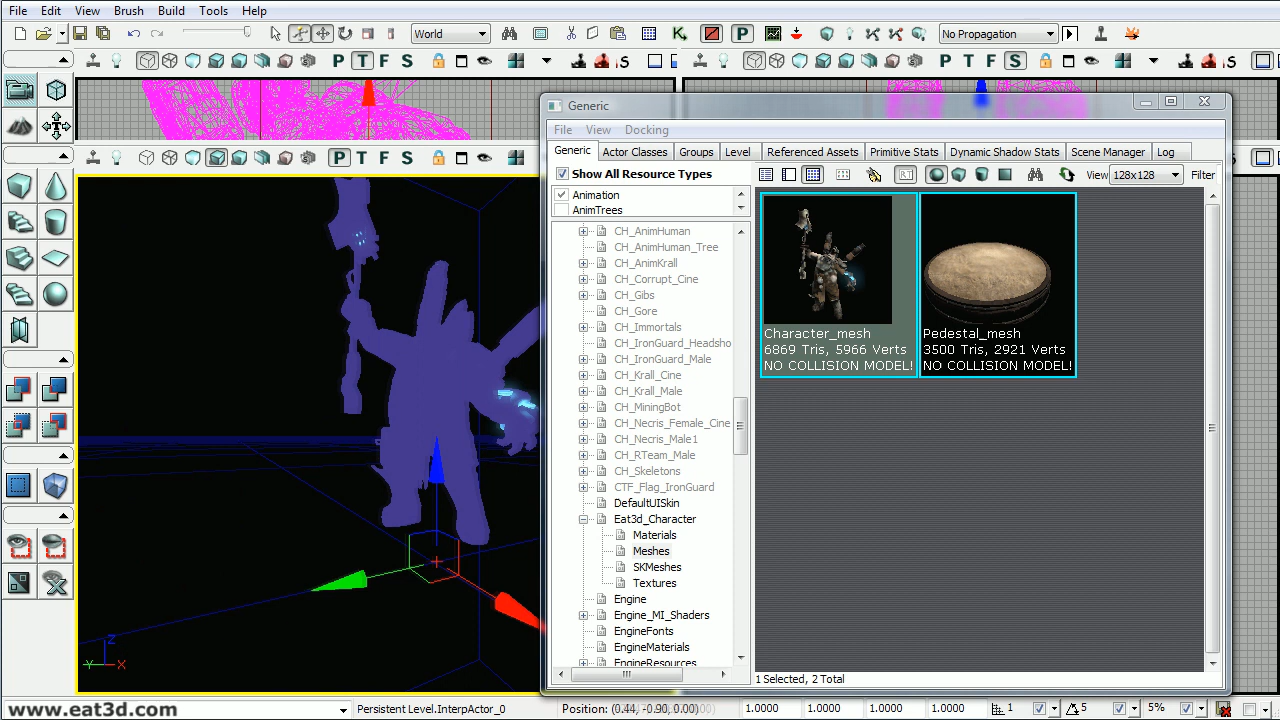 File Edit View Brush Build Tools Help
World
No Propagation
P T F S
P T F S
P T F S
Generic
File View Docking
Generic Actor Classes Groups Level Referenced Assets Primitive Stats Dynamic Shadow Stats Scene Manager Log
Show All Resource Types
View 128x128 Filter
Animation
AnimTrees
CH_AnimHuman
CH_AnimHuman_Tree
CH_AnimKrall
CH_Corrupt_Cine
CH_Gibs
CH_Gore
CH_Immortals
CH_IronGuard_Headsho
CH_IronGuard_Male
CH_Krall_Cine
CH_Krall_Male
CH_MiningBot
CH_Necris_Female_Cine
CH_Necris_Male1
CH_RTeam_Male
CH_Skeletons
CTF_Flag_IronGuard
DefaultUISkin
Eat3d_Character
Materials
Meshes
SKMeshes
Textures
Engine
Engine_MI_Shaders
EngineFonts
EngineMaterials
EngineResources
Character_mesh
6869 Tris, 5966 Verts
NO COLLISION MODEL!
Pedestal_mesh
3500 Tris, 2921 Verts
NO COLLISION MODEL!
1 Selected, 2 Total
Z
Y X
www.eat3d.com
Persistent Level.InterpActor_0
Position: (0.44, -0.90, 0.00)
1.0000 1.0000 1.0000 1.0000
1 5 5%